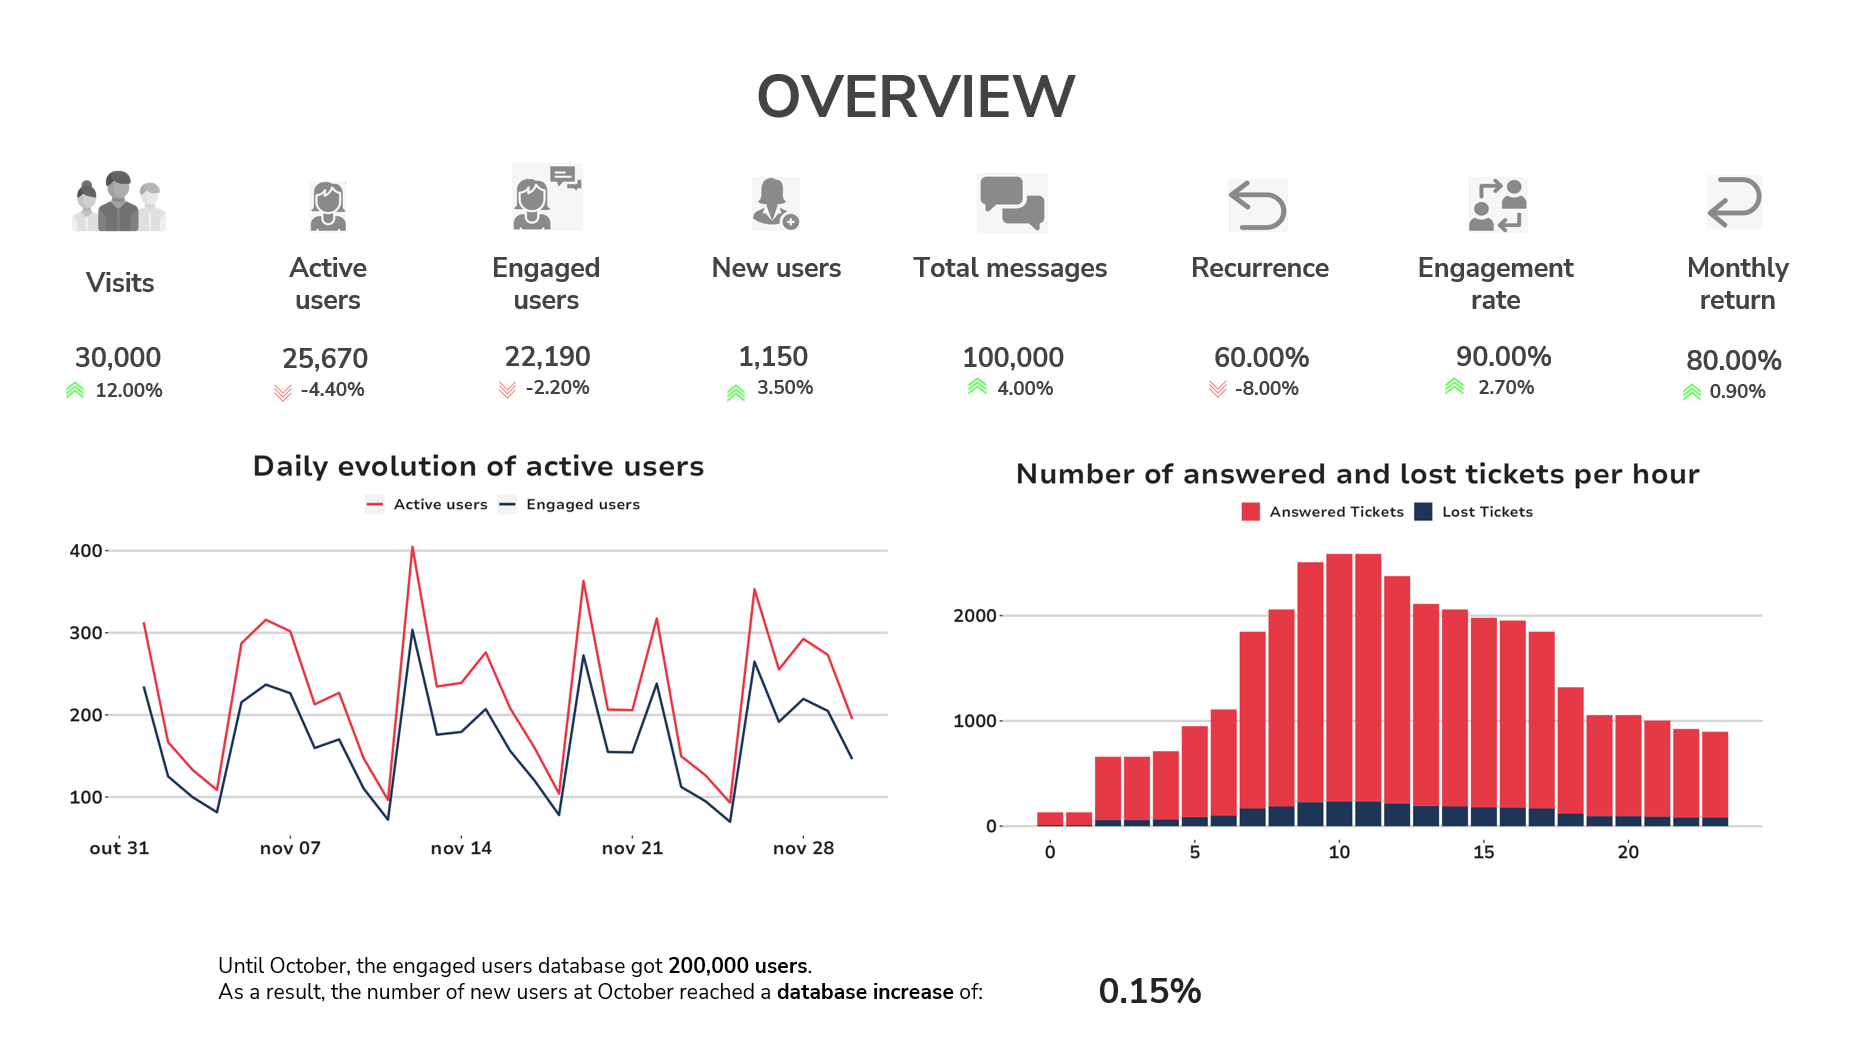 OVERVIEW
Visits
Active
users
Engaged
users
New users
Total messages
Recurrence
Engagement
rate
Monthly
return
30,000
12.00%
25,670
-4.40%
22,190
-2.20%
1,150
3.50%
100,000
4.00%
60.00%
-8.00%
90.00%
2.70%
80.00%
0.90%
Daily evolution of active users
Active users Engaged users
400
300
200
100
out 31 nov 07 nov 14 nov 21 nov 28
Number of answered and lost tickets per hour
Answered Tickets Lost Tickets
2000
1000
0
0 5 10 15 20
Until October, the engaged users database got 200,000 users.
As a result, the number of new users at October reached a database increase of:
0.15%